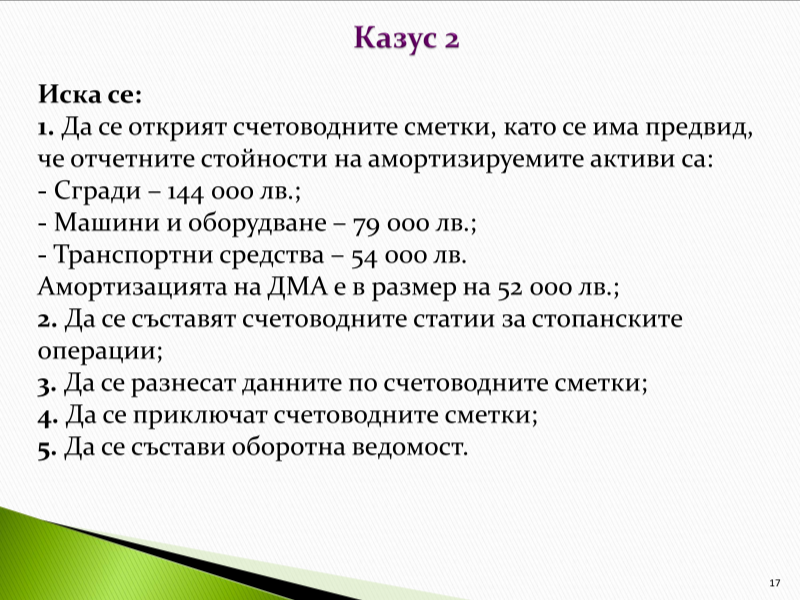 Казус 2
Иска се:
1. Да се открият счетоводните сметки, като се има предвид,
че отчетните стойности на амортизируемите активи са:
- Сгради – 144 000 лв.;
- Машини и оборудване – 79 000 лв.;
- Транспортни средства – 54 000 лв.
Амортизацията на ДМА е в размер на 52 000 лв.;
2. Да се съставят счетоводните статии за стопанските
операции;
3. Да се разнесат данните по счетоводните сметки;
4. Да се приключат счетоводните сметки;
5. Да се състави оборотна ведомост.
17